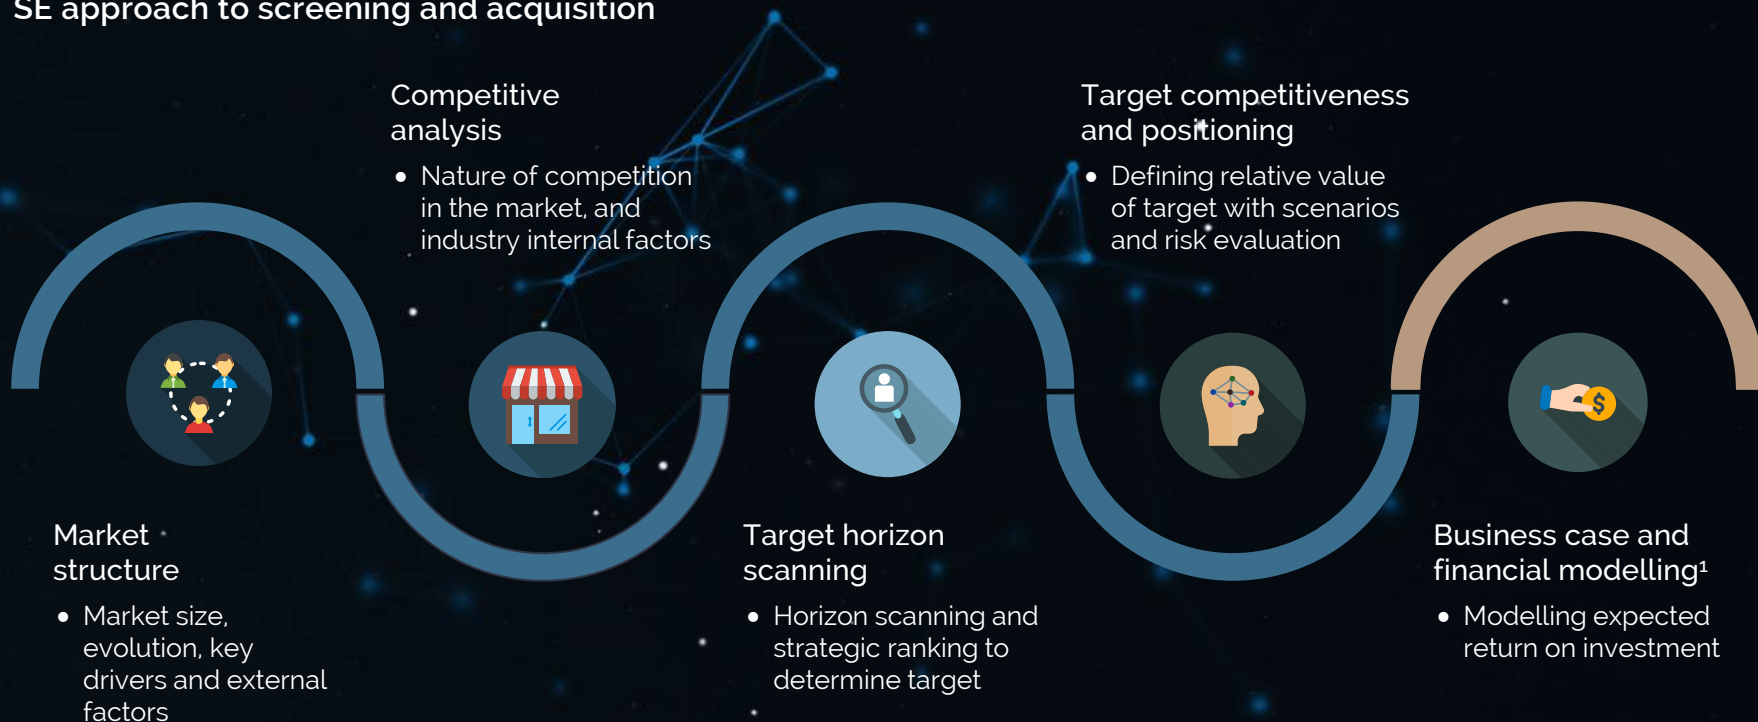 SE approach to screening and acquisition
Competitive
analysis
• Nature of competition
in the market, and
industry internal factors
Target competitiveness
and positioning
• Defining relative value
of target with scenarios
and risk evaluation
$
Market
structure
• Market size,
evolution, key
drivers and external
factors
Target horizon
scanning
• Horizon scanning and
strategic ranking to
determine target
Business case and
financial modelling¹
• Modelling expected
return on investment